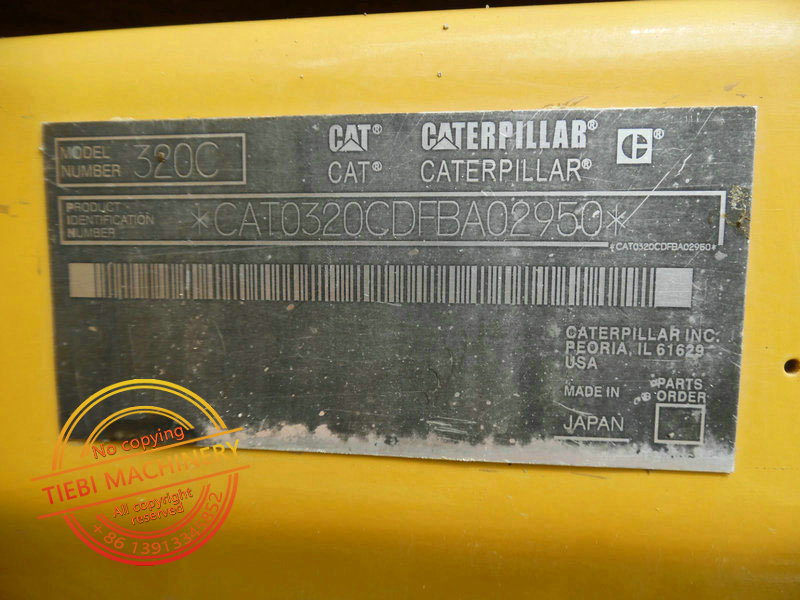 MODEL NUMBER 320C
CAT® CATERPILLAR® ®
CAT® CATERPILLAR®
PRODUCT
IDENTIFICATION
NUMBER
*CAT0320CDFBA02950*
*CAT0320CDFBA02950*
CATERPILLAR INC.
PEORIA, IL 61629
USA
MADE IN
JAPAN
PARTS
ORDER
No copying
TIEBI MACHINERY
All copyright
reserved